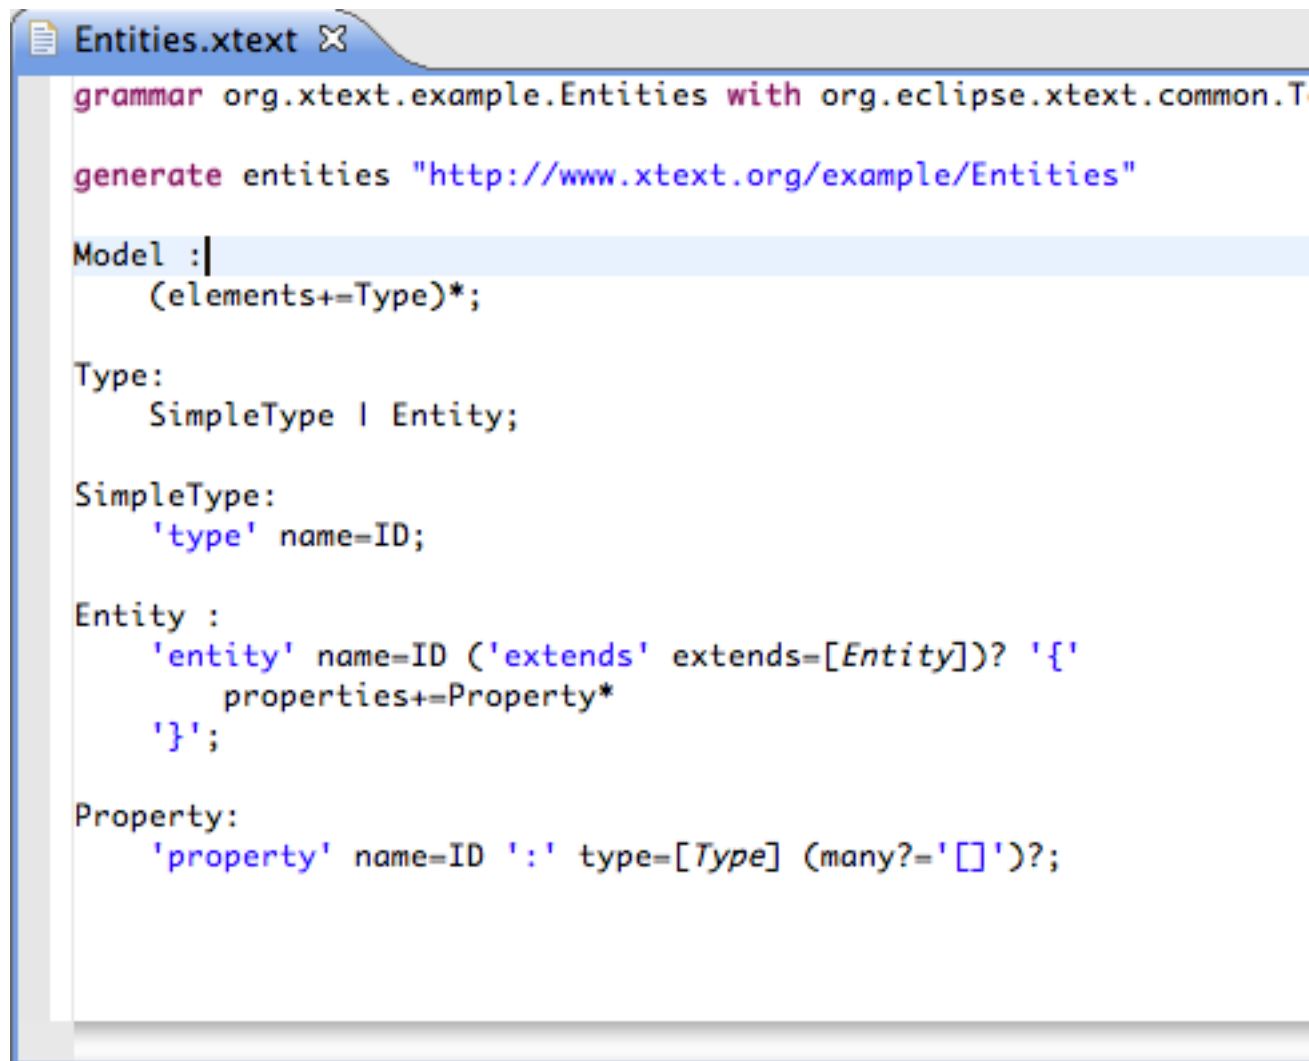 Entities.xtext
grammar org.xtext.example.Entities with org.eclipse.xtext.common.T
generate entities "http://www.xtext.org/example/Entities"
Model :
(elements+=Type)*;
Type:
SimpleType | Entity;
SimpleType:
'type' name=ID;
Entity :
'entity' name=ID ('extends' extends=[Entity])? '{'
properties+=Property*
'}';
Property:
'property' name=ID ':' type=[Type] (many?='[]')?;